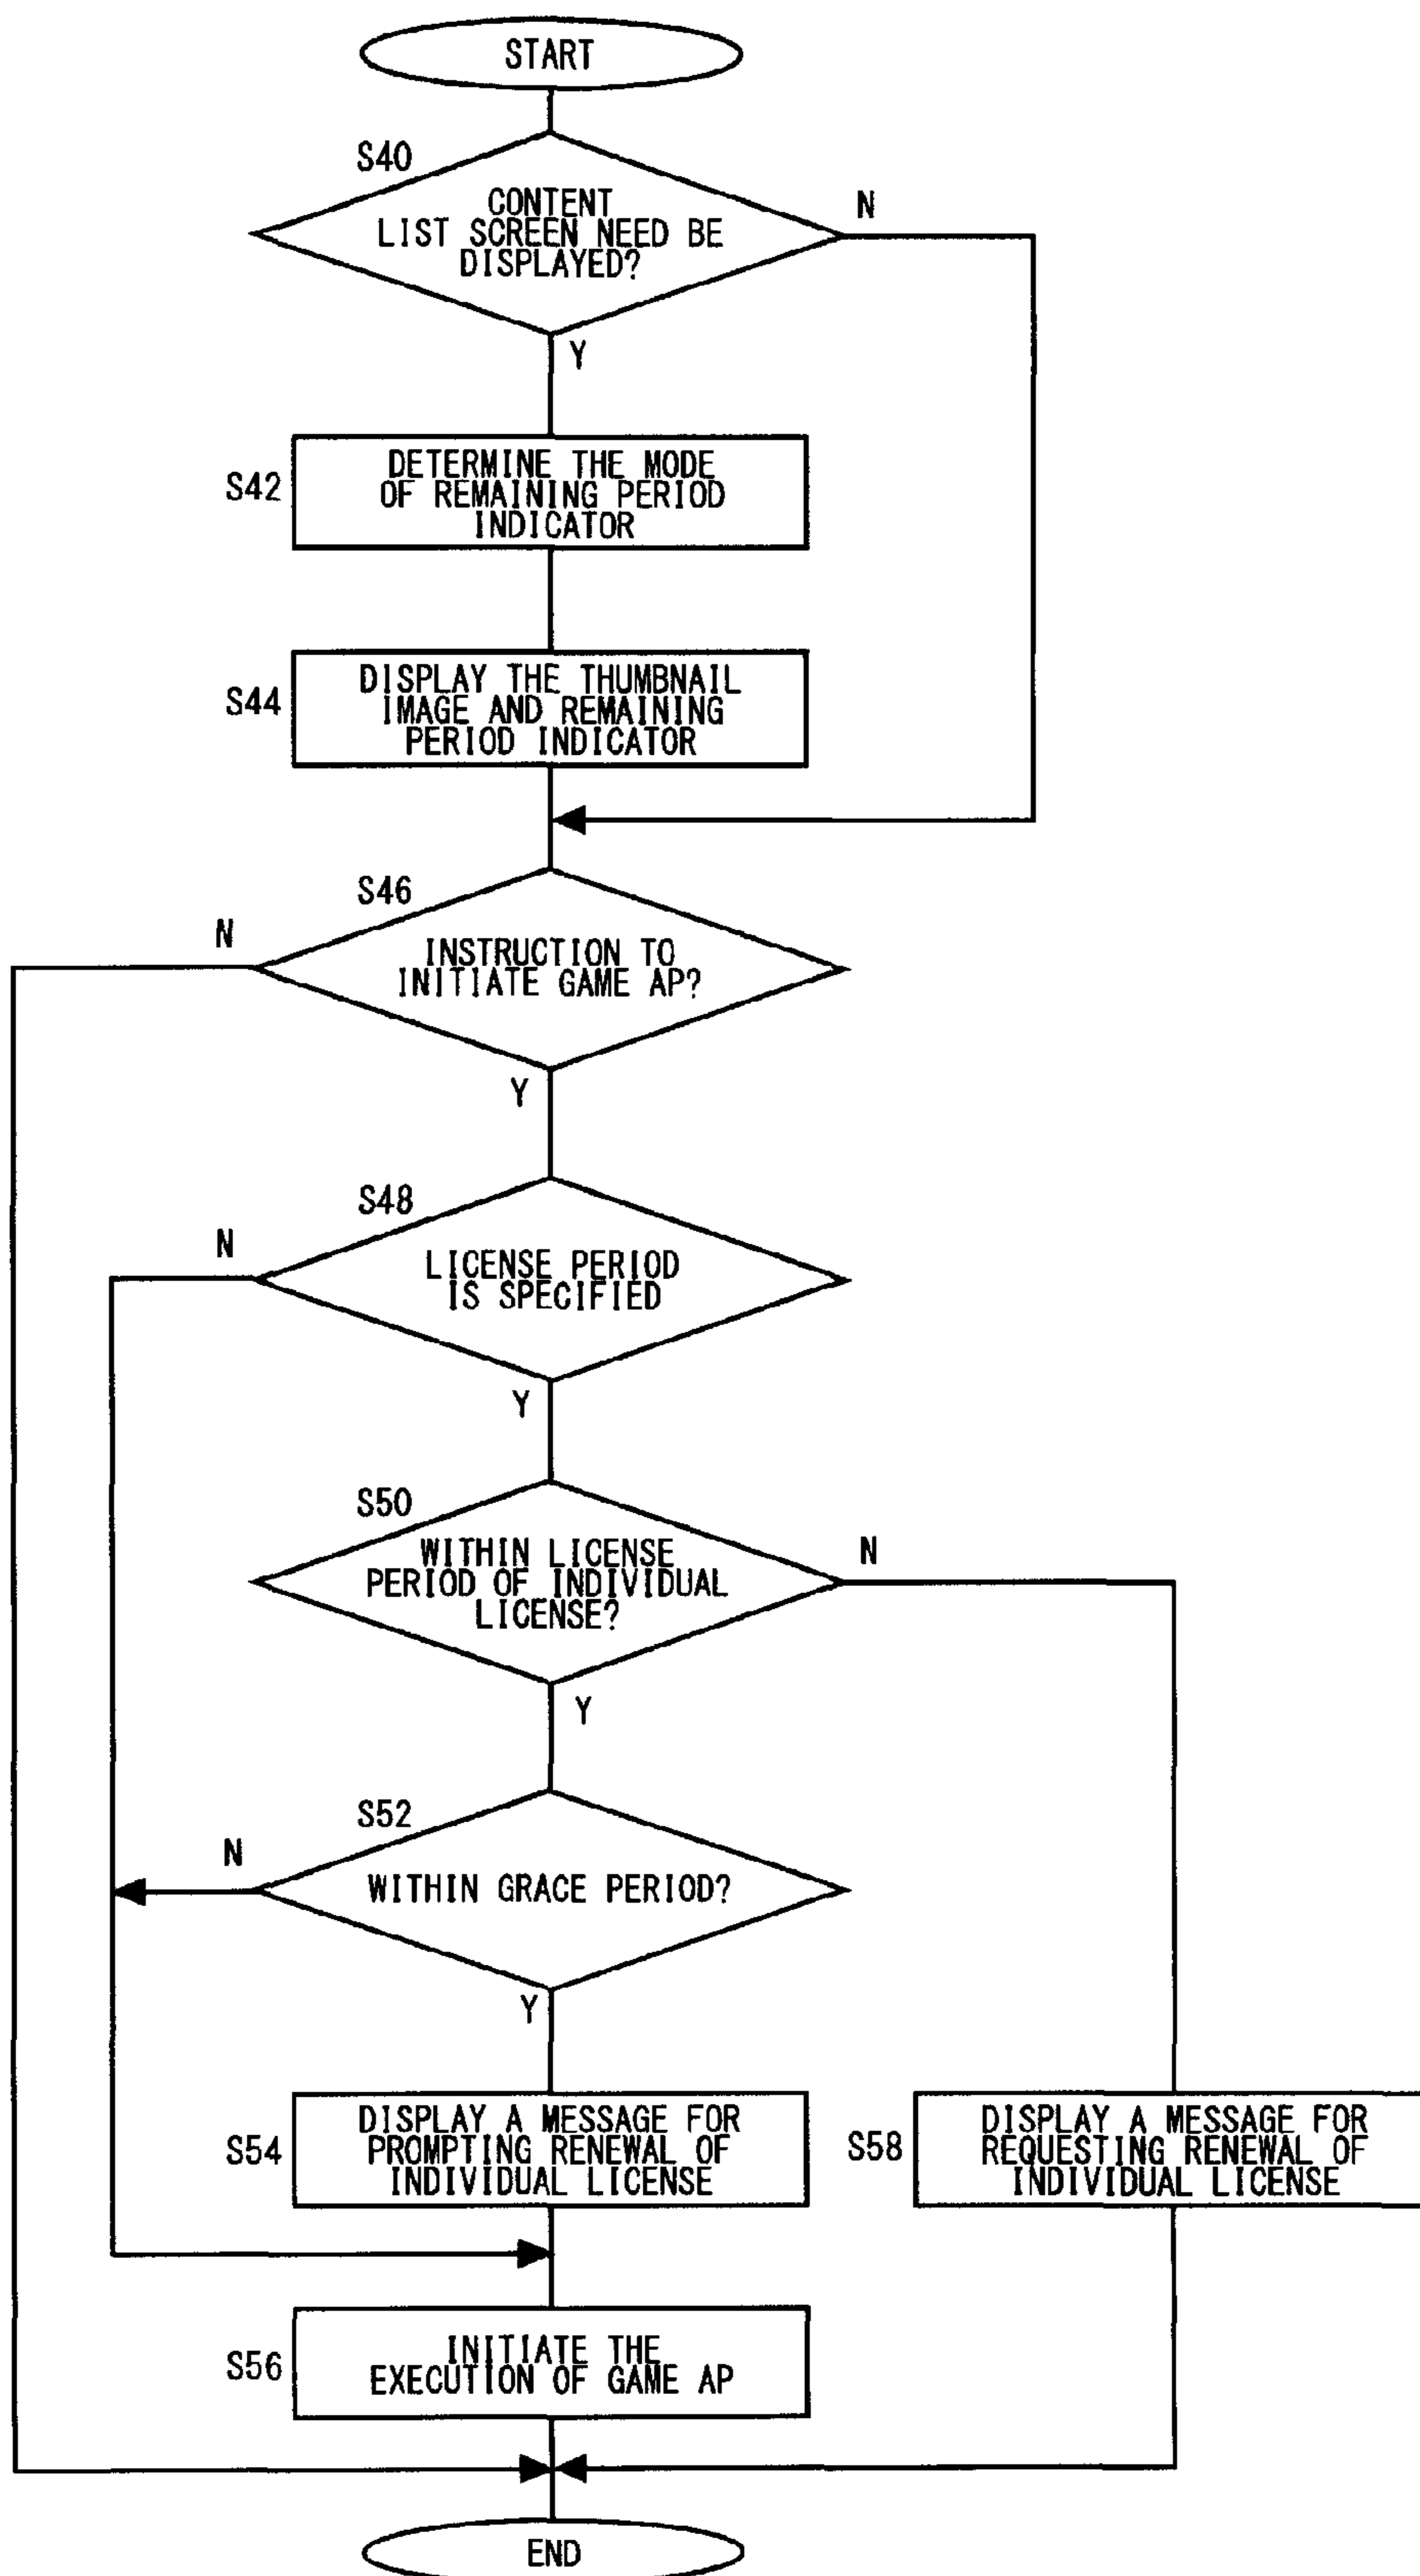 START
S40
CONTENT
LIST SCREEN NEED BE
DISPLAYED?
N
Y
S42
DETERMINE THE MODE
OF REMAINING PERIOD
INDICATOR
S44
DISPLAY THE THUMBNAIL
IMAGE AND REMAINING
PERIOD INDICATOR
S46
N
INSTRUCTION TO
INITIATE GAME AP?
Y
S48
N
LICENSE PERIOD
IS SPECIFIED
Y
S50
WITHIN LICENSE
PERIOD OF INDIVIDUAL
LICENSE?
N
Y
S52
N
WITHIN GRACE PERIOD?
Y
S54
DISPLAY A MESSAGE FOR
PROMPTING RENEWAL OF
INDIVIDUAL LICENSE
S58
DISPLAY A MESSAGE FOR
REQUESTING RENEWAL OF
INDIVIDUAL LICENSE
S56
INITIATE THE
EXECUTION OF GAME AP
END